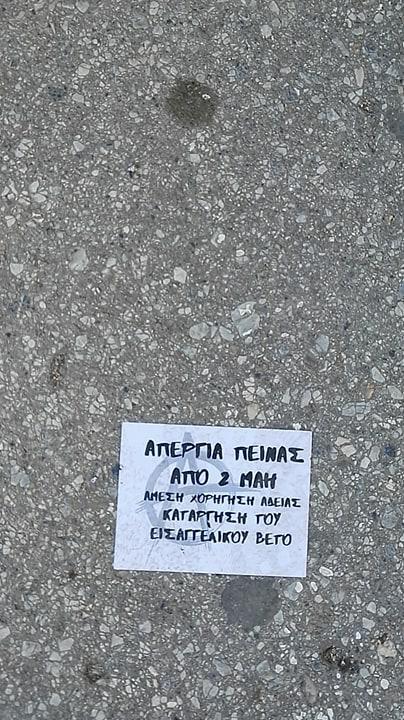 ΑΠΕΡΓΙΑ ΠΕΙΝΑΣ
ΑΠΟ 2 ΜΑΗ
ΑΜΕΣΗ ΧΟΡΗΓΗΣΗ ΑΔΕΙΑΣ
ΚΑΤΑΡΓΗΣΗ ΤΟΥ
ΕΙΣΑΓΓΕΛΙΚΟΥ ΒΕΤΟ